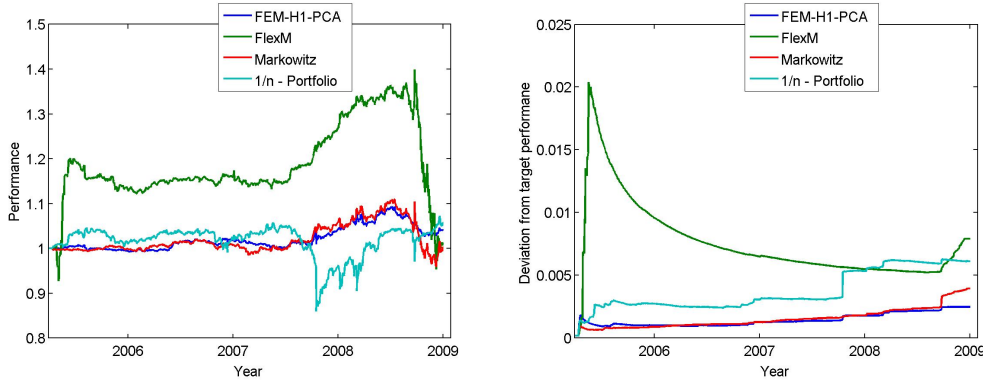 FEM-H1-PCA
FlexM
Markowitz
1/n - Portfolio
1.5
1.4
1.3
1.2
1.1
1
0.9
0.8
Performance
2006
2007
2008
2009
Year
FEM-H1-PCA
FlexM
Markowitz
1/n - Portfolio
0.025
0.02
0.015
0.01
0.005
0
Deviation from target performane
2006
2007
2008
2009
Year